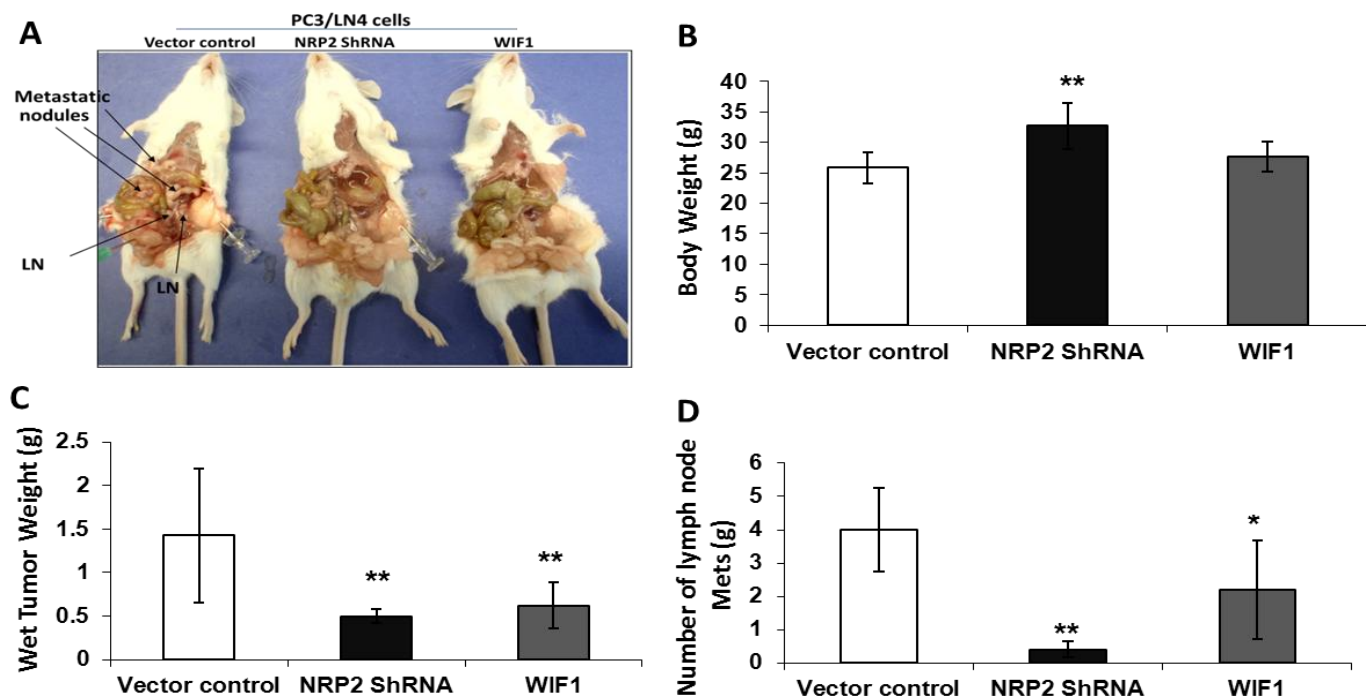 A
PC3/LN4 cells
Vector control NRP2 ShRNA WIF1
Metastatic
nodules
LN
LN
B
Body Weight (g)
40
35
30
25
20
15
10
5
0
**
Vector control NRP2 ShRNA WIF1
C
Wet Tumor Weight (g)
2.5
2
1.5
1
0.5
0
** **
Vector control NRP2 ShRNA WIF1
D
Number of lymph node
Mets (g)
6
5
4
3
2
1
0
**
*
Vector control NRP2 ShRNA WIF1